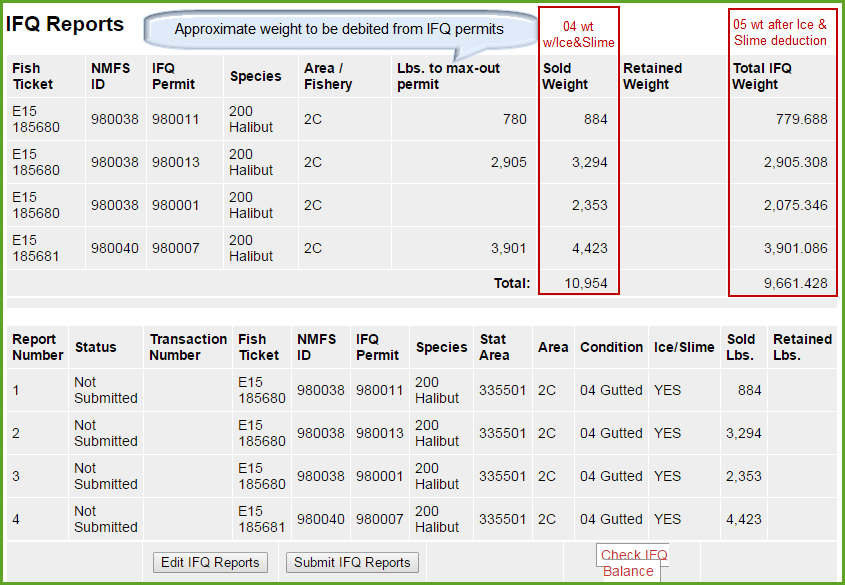 IFQ Reports
Approximate weight to be debited from IFQ permits
04 wt
w/Ice&Slime
05 wt after Ice &
Slime deduction
Fish Ticket NMFS ID IFQ Permit Species Area / Fishery Lbs. to max-out permit Sold Weight Retained Weight Total IFQ Weight
E15 185680 980038 980011 200 Halibut 2C 780 884 779.688
E15 185680 980038 980013 200 Halibut 2C 2,905 3,294 2,905.308
E15 185680 980038 980001 200 Halibut 2C 2,353 2,075.346
E15 185681 980040 980007 200 Halibut 2C 3,901 4,423 3,901.086
Total: 10,954 9,661.428
Report Number Status Transaction Number Fish Ticket NMFS ID IFQ Permit Species Stat Area Area Condition Ice/Slime Sold Lbs. Retained Lbs.
1 Not Submitted E15 185680 980038 980011 200 Halibut 335501 2C 04 Gutted YES 884
2 Not Submitted E15 185680 980038 980013 200 Halibut 335501 2C 04 Gutted YES 3,294
3 Not Submitted E15 185680 980038 980001 200 Halibut 335501 2C 04 Gutted YES 2,353
4 Not Submitted E15 185681 980040 980007 200 Halibut 335501 2C 04 Gutted YES 4,423
Edit IFQ Reports Submit IFQ Reports Check IFQ Balance